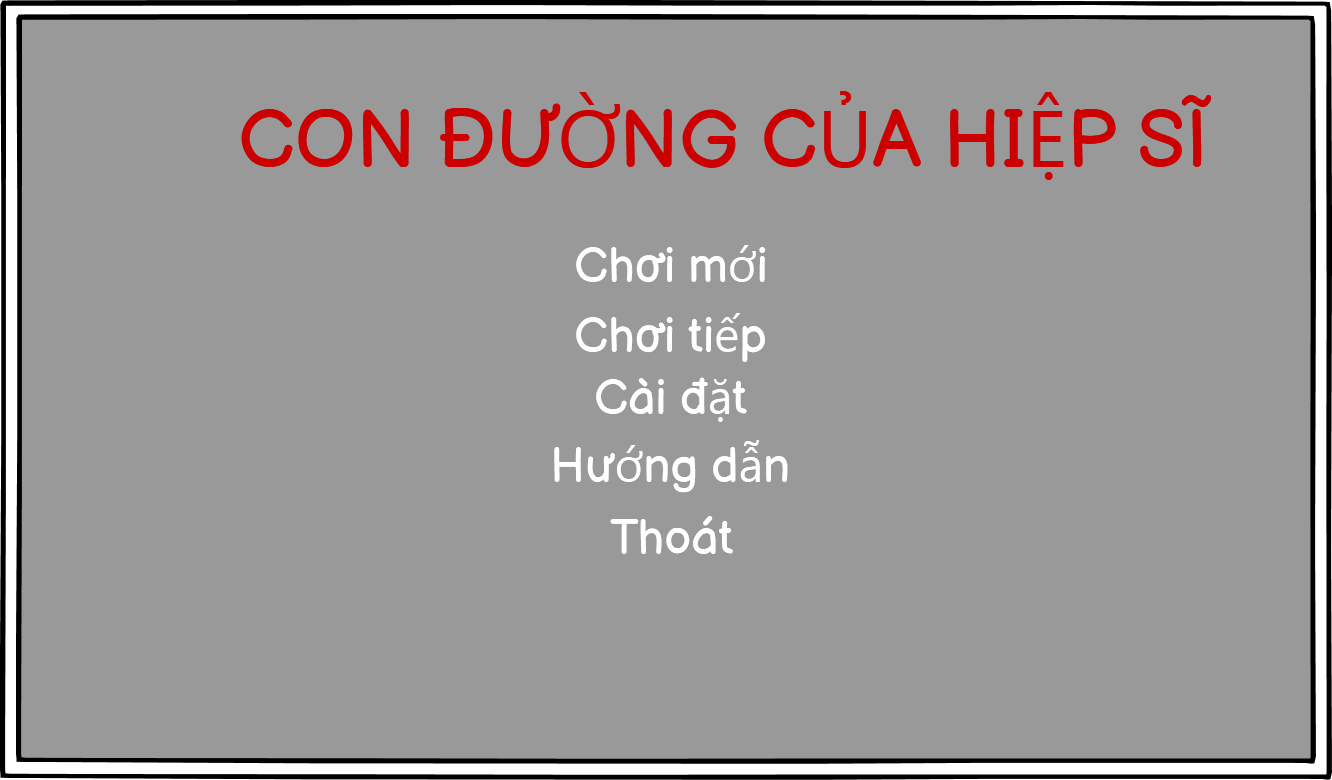 CON ĐƯỜNG CỦA HIỆP SĨ
Chơi mới
Chơi tiếp
Cài đặt
Hướng dẫn
Thoát